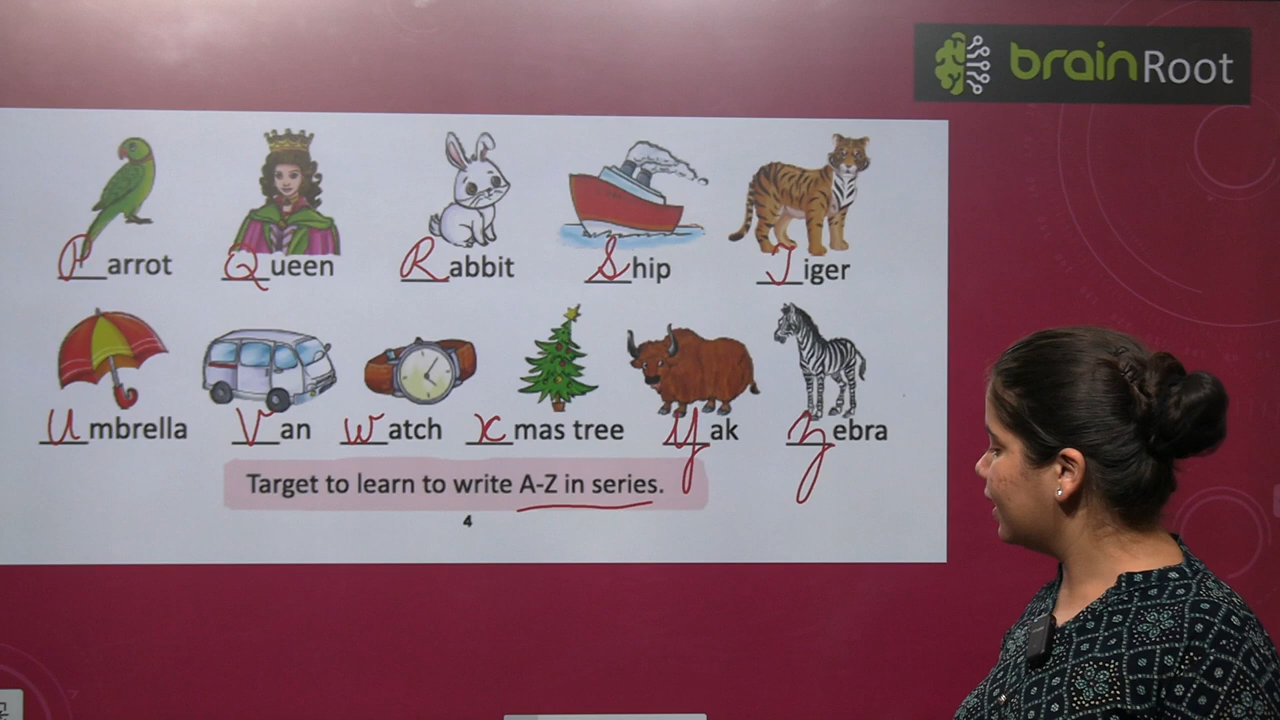 brainRoot
Parrot Queen Rabbit Ship Tiger
Umbrella Van Watch Xmas tree Yak Zebra
Target to learn to write A-Z in series.
4